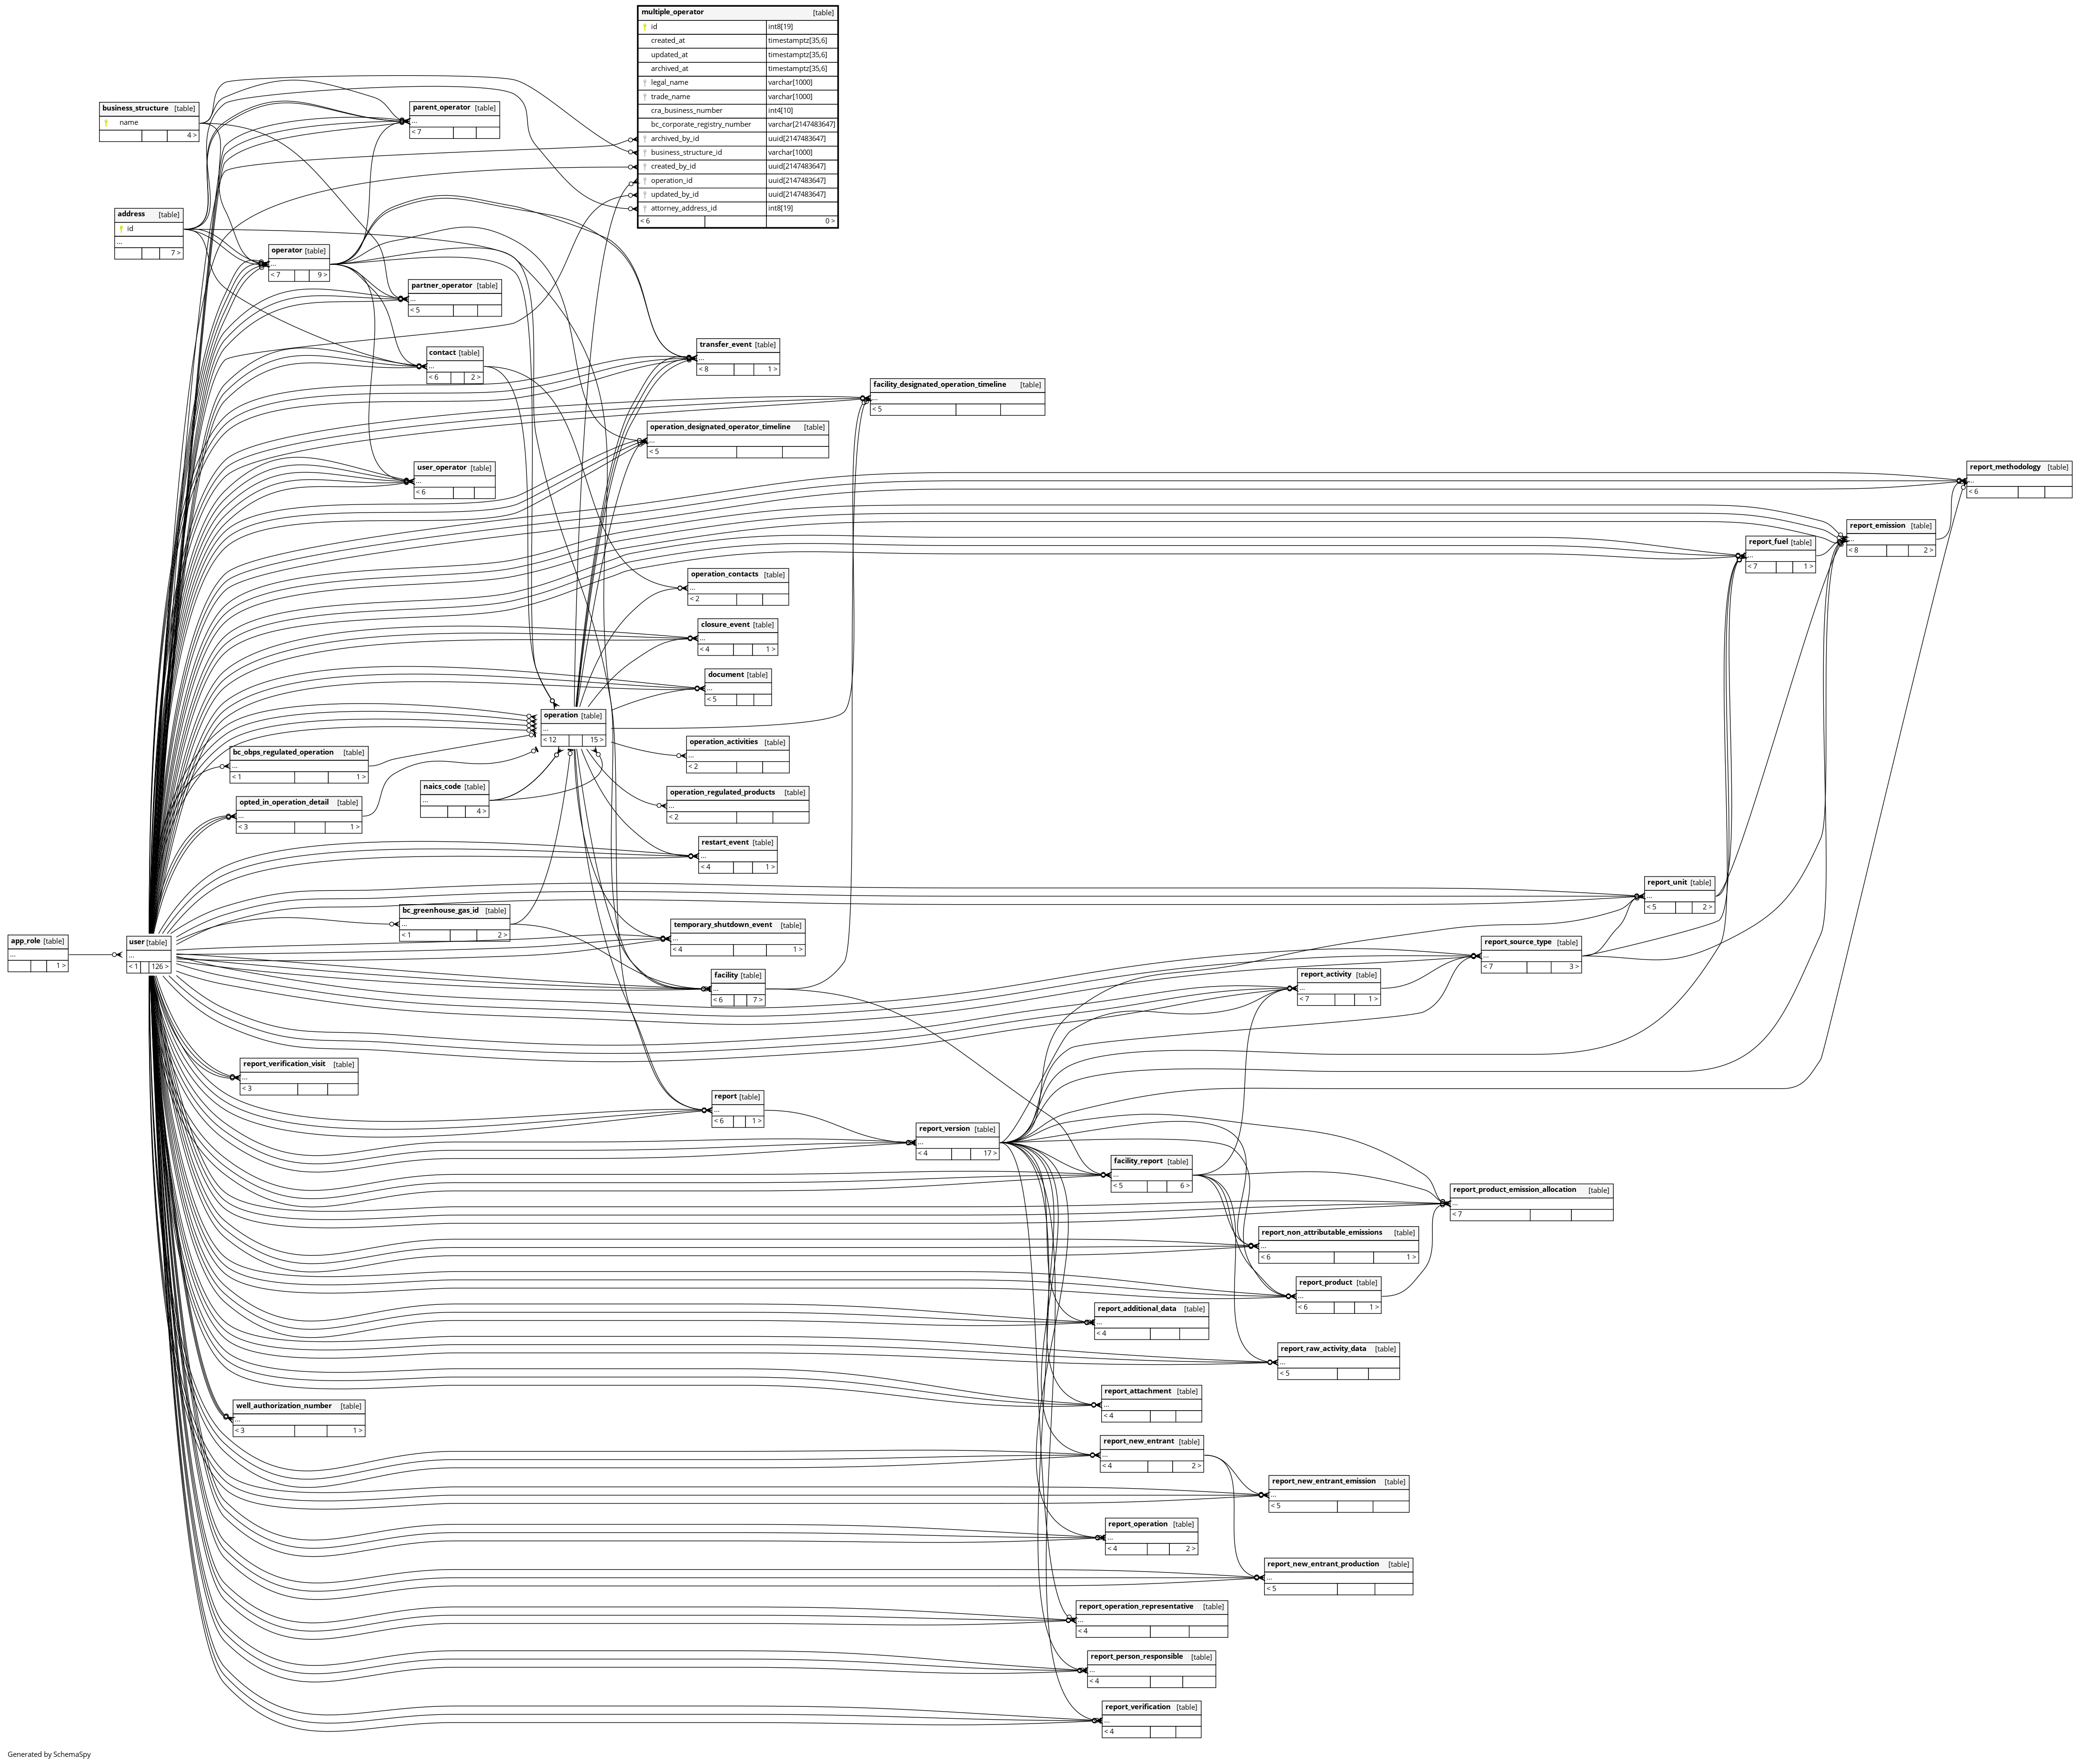 multiple_operator [table]
id int8[19]
created_at timestamptz[35,6]
updated_at timestamptz[35,6]
archived_at timestamptz[35,6]
legal_name varchar[1000]
trade_name varchar[1000]
cra_business_number int4[10]
bc_corporate_registry_number varchar[2147483647]
archived_by_id uuid[2147483647]
business_structure_id varchar[1000]
created_by_id uuid[2147483647]
operation_id uuid[2147483647]
updated_by_id uuid[2147483647]
attorney_address_id int8[19]
< 6 0 >
business_structure [table]
name
4 >
parent_operator [table]
...
< 7
address [table]
id
...
7 >
operator [table]
...
< 7 9 >
partner_operator [table]
...
< 5
contact [table]
...
< 6 2 >
transfer_event [table]
...
< 8 1 >
facility_designated_operation_timeline [table]
...
< 5
operation_designated_operator_timeline [table]
...
< 5
user_operator [table]
...
< 6
report_methodology [table]
...
< 6
report_emission [table]
...
< 8 2 >
report_fuel [table]
...
< 7 1 >
operation_contacts [table]
...
< 2
closure_event [table]
...
< 4 1 >
document [table]
...
< 5
operation [table]
...
< 12 15 >
bc_obps_regulated_operation [table]
...
< 1 1 >
operation_activities [table]
...
< 2
naics_code [table]
...
4 >
operation_regulated_products [table]
...
< 2
opted_in_operation_detail [table]
...
< 3 1 >
restart_event [table]
...
< 4 1 >
report_unit [table]
...
< 5 2 >
bc_greenhouse_gas_id [table]
...
< 1 2 >
temporary_shutdown_event [table]
...
< 4 1 >
app_role [table]
...
1 >
user [table]
...
< 1 126 >
report_source_type [table]
...
< 7 3 >
facility [table]
...
< 6 7 >
report_activity [table]
...
< 7 1 >
report_verification_visit [table]
...
< 3
report [table]
...
< 6 1 >
report_version [table]
...
< 4 17 >
facility_report [table]
...
< 5 6 >
report_product_emission_allocation [table]
...
< 7
report_non_attributable_emissions [table]
...
< 6 1 >
report_product [table]
...
< 6 1 >
report_additional_data [table]
...
< 4
report_raw_activity_data [table]
...
< 5
report_attachment [table]
...
< 4
well_authorization_number [table]
...
< 3 1 >
report_new_entrant [table]
...
< 4 2 >
report_new_entrant_emission [table]
...
< 5
report_operation [table]
...
< 4 2 >
report_new_entrant_production [table]
...
< 5
report_operation_representative [table]
...
< 4
report_person_responsible [table]
...
< 4
report_verification [table]
...
< 4
Generated by SchemaSpy